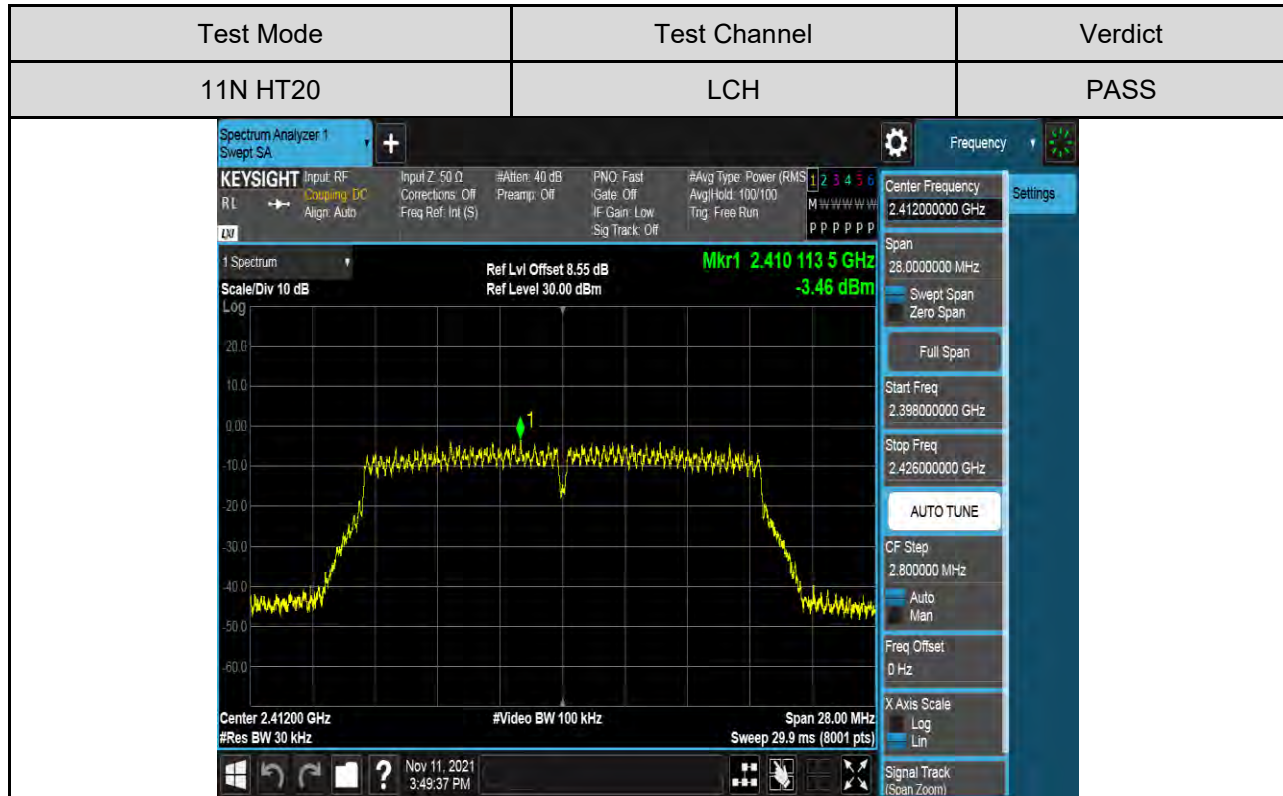 Test Mode Test Channel Verdict
11N HT20 LCH PASS
Spectrum Analyzer 1
Swept SA
+
Frequency
KEYSIGHT Input: RF Input Z: 50 Ω #Atten: 40 dB PNO: Fast #Avg Type: Power (RMS 1 2 3 4 5 6
RL Coupling: DC Corrections: Off Preamp: Off Gate: Off Avg|Hold: 100/100 M W W W W W
Align: Auto Freq Ref: Int (S) IF Gain: Low Trig: Free Run P P P P P P
LXI Sig Track: Off
1 Spectrum
Scale/Div 10 dB
Ref Lvl Offset 8.55 dB
Ref Level 30.00 dBm
Mkr1 2.410 113 5 GHz
-3.46 dBm
Log
20.0
10.0
0.00
-10.0
-20.0
-30.0
-40.0
-50.0
-60.0
1
Center 2.41200 GHz #Video BW 100 kHz Span 28.00 MHz
#Res BW 30 kHz Sweep 29.9 ms (8001 pts)
?
Nov 11, 2021
3:49:37 PM
Center Frequency
2.412000000 GHz
Settings
Span
28.0000000 MHz
Swept Span
Zero Span
Full Span
Start Freq
2.398000000 GHz
Stop Freq
2.426000000 GHz
AUTO TUNE
CF Step
2.800000 MHz
Auto
Man
Freq Offset
0 Hz
X Axis Scale
Log
Lin
Signal Track
(Span Zoom)